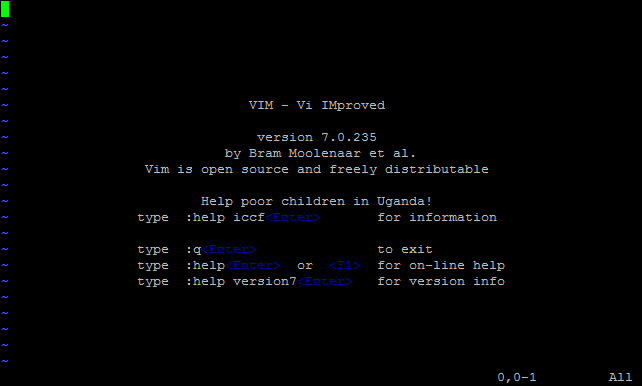 ~
~
~
~
~
VIM - Vi IMproved
~
~
version 7.0.235
~
by Bram Moolenaar et al.
~
Vim is open source and freely distributable
~
~
Help poor children in Uganda!
~
type :help iccf<Enter> for information
~
~
type :q<Enter> to exit
~
type :help<Enter> or <F1> for on-line help
~
type :help version7<Enter> for version info
~
~
~
~
~
0,0-1 All